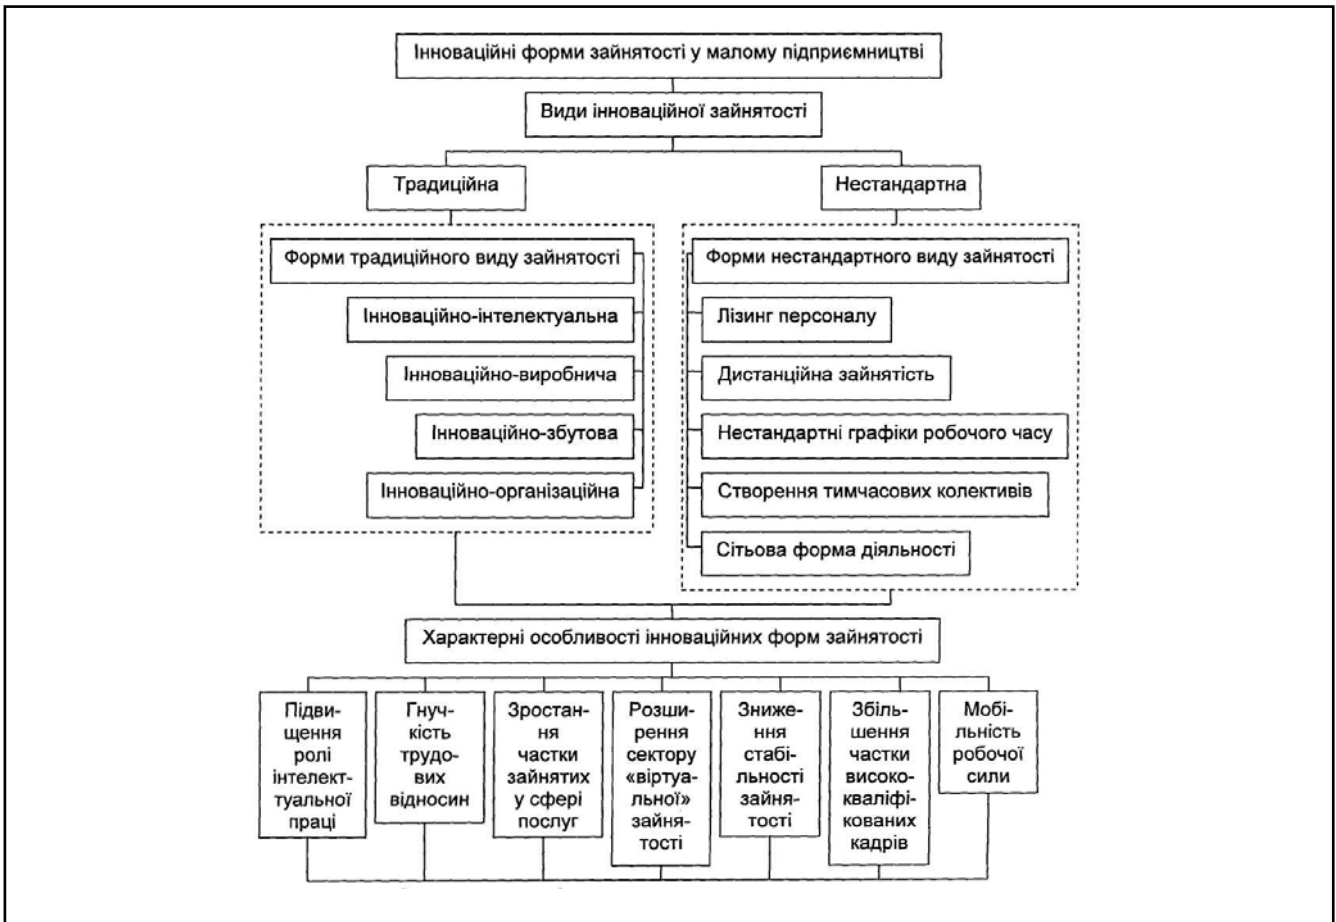 Інноваційні форми зайнятості у малому підприємництві
Види інноваційної зайнятості
Традиційна
Нестандартна
Форми традиційного виду зайнятості
Інноваційно-інтелектуальна
Інноваційно-виробнича
Інноваційно-збутова
Інноваційно-організаційна
Форми нестандартного виду зайнятості
Лізинг персоналу
Дистанційна зайнятість
Нестандартні графіки робочого часу
Створення тимчасових колективів
Сітьова форма діяльності
Характерні особливості інноваційних форм зайнятості
Підви-
щення
ролі
інтелект-
туальної
праці
Гнуч-
кість
трудо-
вих
відносин
Зростан-
ня
частки
зайнятих
у сфері
послуг
Розши-
рення
сектору
«віртуа-
льної»
зайня-
тості
Зниже-
ння
стабі-
льності
зайня-
тості
Збіль-
шення
частки
високо-
кваліфі-
кованих
кадрів
Мобі-
льність
робочої
сили